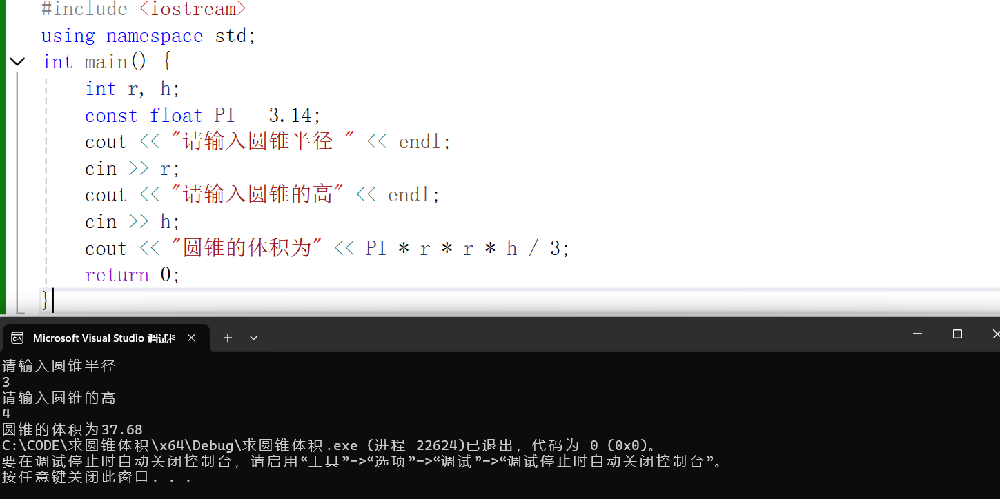 #include <iostream>
using namespace std;
int main() {
    int r, h;
    const float PI = 3.14;
    cout << "请输入圆锥半径 " << endl;
    cin >> r;
    cout << "请输入圆锥的高" << endl;
    cin >> h;
    cout << "圆锥的体积为" << PI * r * r * h / 3;
    return 0;
}
Microsoft Visual Studio 调试
请输入圆锥半径
3
请输入圆锥的高
4
圆锥的体积为37.68
C:\CODE\求圆锥体积\x64\Debug\求圆锥体积.exe (进程 22624)已退出，代码为 0 (0x0)。
要在调试停止时自动关闭控制台，请启用“工具”->“选项”->“调试”->“调试停止时自动关闭控制台”。
按任意键关闭此窗口. . .